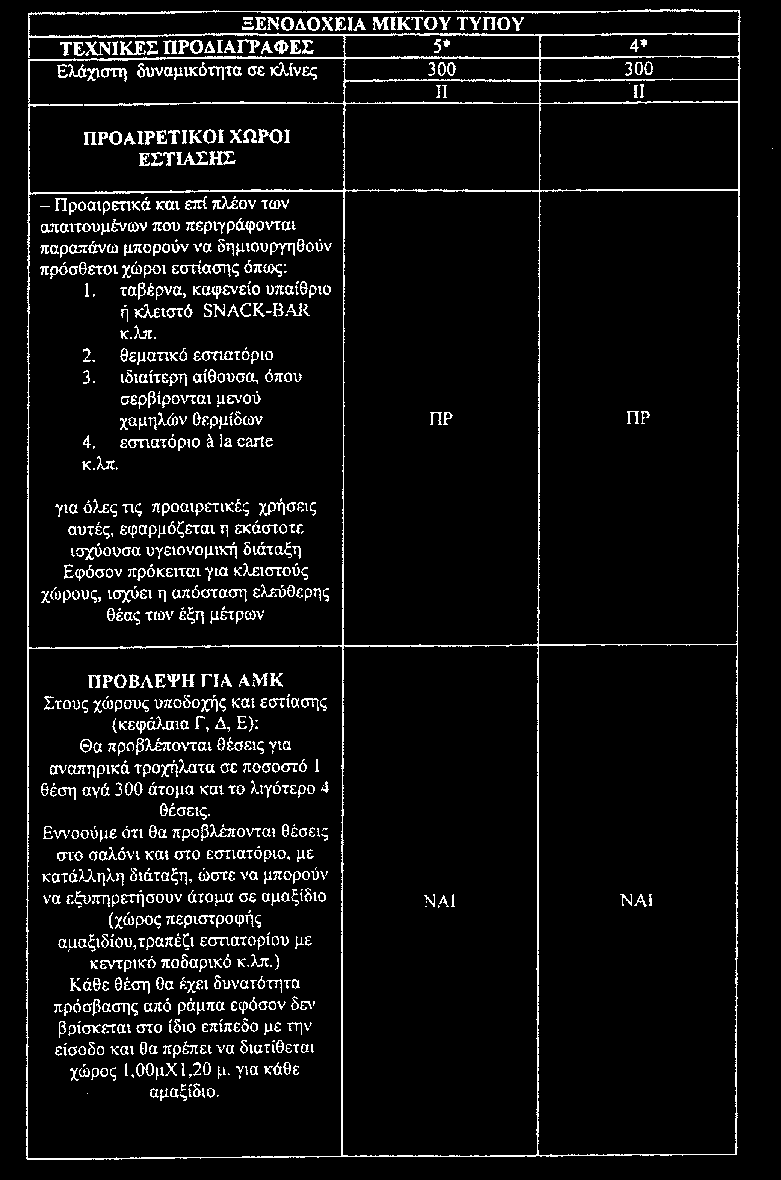 ΞΕΝΟΔΟΧΕΙΑ ΜΙΚΤΟΥ ΤΥΠΟΥ
ΤΕΧΝΙΚΕΣ ΠΡΟΔΙΑΓΡΑΦΕΣ 5* 4*
Ελάχιστη δυναμικότητα σε κλίνες 300 300
Π Π
ΠΡΟΑΙΡΕΤΙΚΟΙ ΧΩΡΟΙ
ΕΣΤΙΑΣΗΣ
– Προαιρετικά και επί πλέον των
απαιτουμένων που περιγράφονται
παραπάνω μπορούν να δημιουργηθούν
πρόσθετοι χώροι εστίασης όπως:
1. ταβέρνα, καφενείο υπαίθριο
ή κλειστό SNACK-BAR
κ.λπ.
2. θεματικό εστιατόριο
3. ιδιαίτερη αίθουσα, όπου
σερβίρονται μενού
χαμηλών θερμίδων
4. εστιατόριο à la carte
κ.λπ.
ΠΡ ΠΡ
για όλες τις προαιρετικές χρήσεις
αυτές, εφαρμόζεται η εκάστοτε
ισχύουσα υγειονομική διάταξη
Εφόσον πρόκειται για κλειστούς
χώρους, ισχύει η απόσταση ελεύθερης
θέας των έξη μέτρων
ΠΡΟΒΛΕΨΗ ΓΙΑ ΑΜΚ
Στους χώρους υποδοχής και εστίασης
(κεφάλαια Γ, Δ, Ε):
Θα προβλέπονται θέσεις για
αναπηρικά τροχήλατα σε ποσοστό 1
θέση ανά 300 άτομα και το λιγότερο 4
θέσεις.
Εννοούμε ότι θα προβλέπονται θέσεις
στο σαλόνι και στο εστιατόριο, με
κατάλληλη διάταξη, ώστε να μπορούν
να εξυπηρετήσουν άτομα σε αμαξίδιο
(χώρος περιστροφής
αμαξιδίου,τραπέζι εστιατορίου με
κεντρικό ποδαρικό κ.λπ.)
Κάθε θέση θα έχει δυνατότητα
πρόσβασης από ράμπα εφόσον δεν
βρίσκεται στο ίδιο επίπεδο με την
είσοδο και θα πρέπει να διατίθεται
χώρος 1,00μΧ1,20 μ. για κάθε
αμαξίδιο.
ΝΑΙ ΝΑΙ